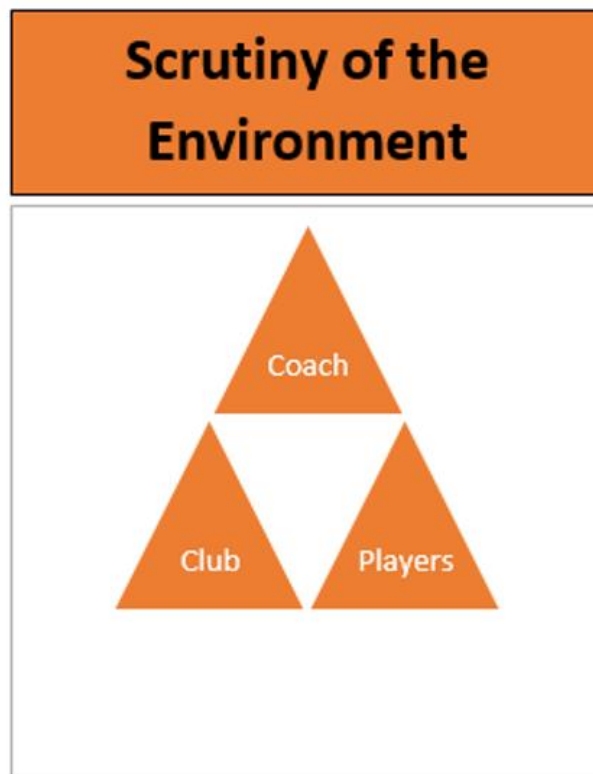 Scrutiny of the
Environment
Coach
Club
Players